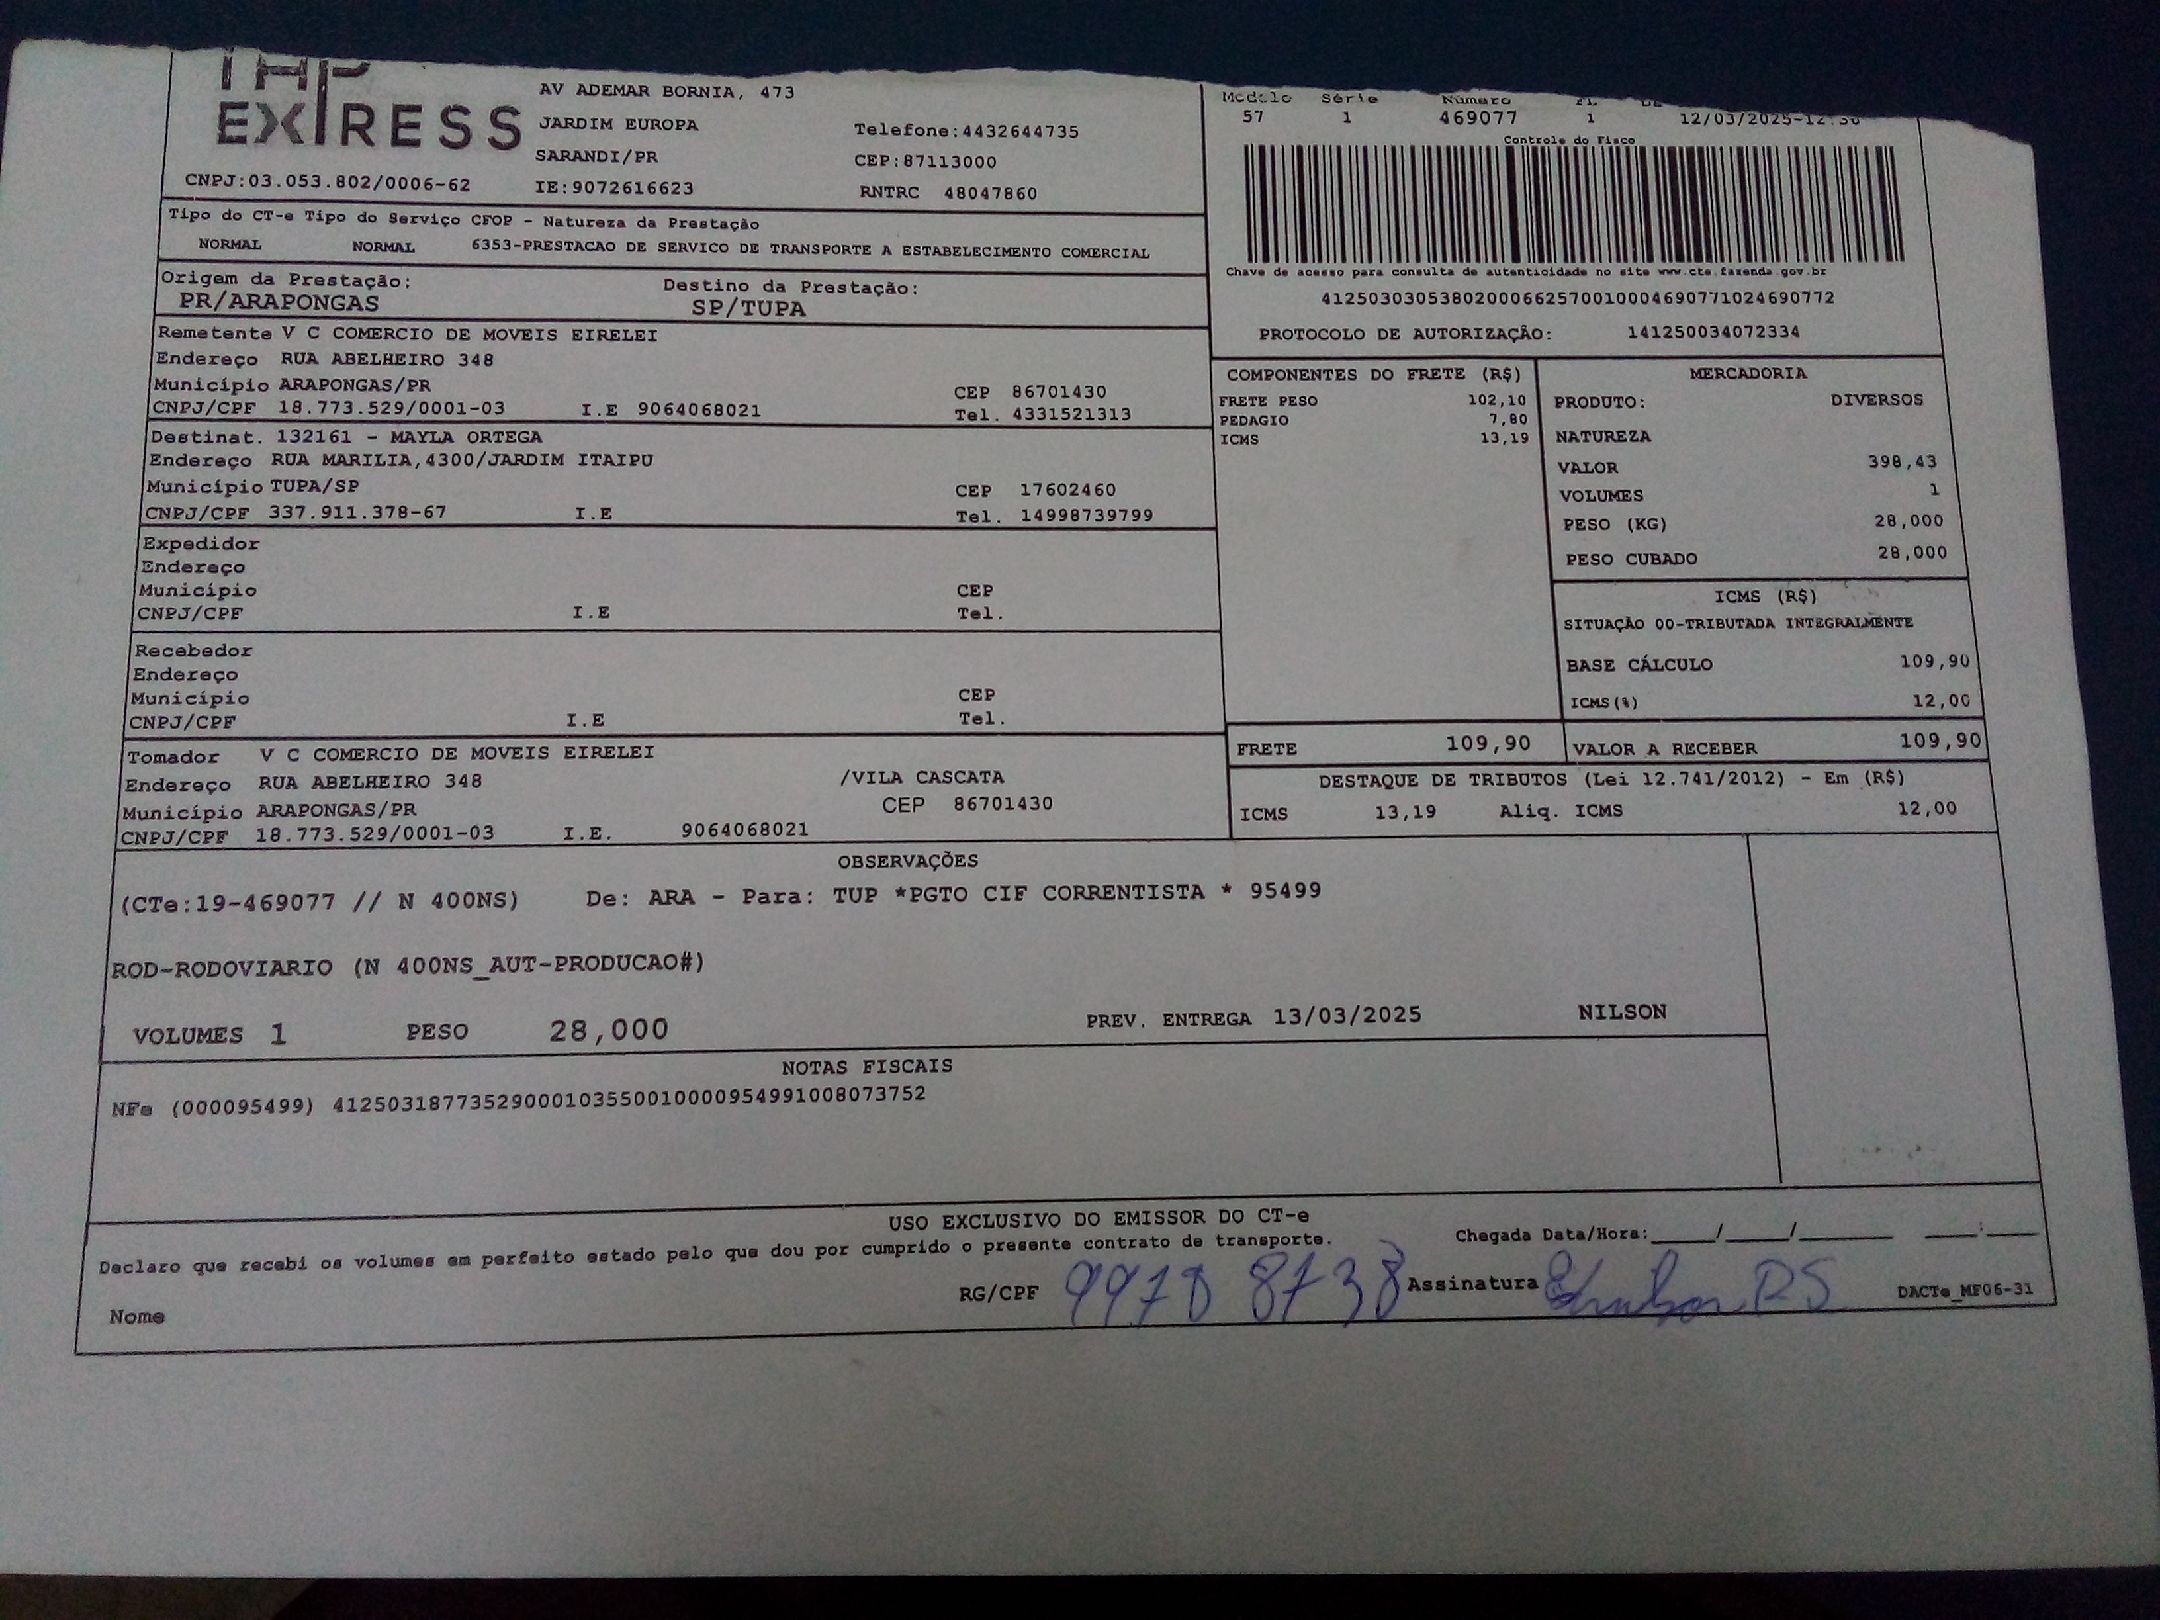 EXPRESS
AV ADEMAR BORNIA, 473
JARDIM EUROPA
Telefone:4432644735
SARANDI/PR
CEP:87113000
CNPJ:03.053.802/0006-62
IE:9072616623
RNTRC 48047860
Modelo Série Número FL
57 1 469077 1 12/03/2025-12:30
Controle do Fisco
Chave de acesso para consulta de autenticidade no site www.cte.fazenda.gov.br
41250303053802000662570010004690771024690772
PROTOCOLO DE AUTORIZAÇÃO: 141250034072334
Tipo do CT-e Tipo do Serviço CFOP - Natureza da Prestação
NORMAL NORMAL 6353-PRESTACAO DE SERVICO DE TRANSPORTE A ESTABELECIMENTO COMERCIAL
Origem da Prestação: Destino da Prestação:
PR/ARAPONGAS SP/TUPA
Remetente V C COMERCIO DE MOVEIS EIRELEI
Endereço RUA ABELHEIRO 348
Município ARAPONGAS/PR CEP 86701430
CNPJ/CPF 18.773.529/0001-03 I.E 9064068021 Tel. 4331521313
Destinat. 132161 - MAYLA ORTEGA
Endereço RUA MARILIA,4300/JARDIM ITAIPU
Município TUPA/SP CEP 17602460
CNPJ/CPF 337.911.378-67 I.E Tel. 14998739799
Expedidor
Endereço
Município CEP
CNPJ/CPF I.E Tel.
Recebedor
Endereço
Município CEP
CNPJ/CPF I.E Tel.
Tomador V C COMERCIO DE MOVEIS EIRELEI
Endereço RUA ABELHEIRO 348 /VILA CASCATA
Município ARAPONGAS/PR CEP 86701430
CNPJ/CPF 18.773.529/0001-03 I.E. 9064068021
COMPONENTES DO FRETE (R$)
FRETE PESO 102,10
PEDAGIO 7,80
ICMS 13,19
MERCADORIA
PRODUTO: DIVERSOS
NATUREZA
VALOR 398,43
VOLUMES 1
PESO (KG) 28,000
PESO CUBADO 28,000
ICMS (R$)
SITUAÇÃO 00-TRIBUTADA INTEGRALMENTE
BASE CÁLCULO 109,90
ICMS(%) 12,00
FRETE 109,90 VALOR A RECEBER 109,90
DESTAQUE DE TRIBUTOS (Lei 12.741/2012) - Em (R$)
ICMS 13,19 Aliq. ICMS 12,00
OBSERVAÇÕES
(CTe:19-469077 // N 400NS) De: ARA - Para: TUP *PGTO CIF CORRENTISTA * 95499
ROD-RODOVIARIO (N 400NS_AUT-PRODUCAO#)
VOLUMES 1 PESO 28,000 PREV. ENTREGA 13/03/2025 NILSON
NOTAS FISCAIS
NFe (000095499) 41250318773529000103550010000954991008073752
USO EXCLUSIVO DO EMISSOR DO CT-e
Declaro que recebi os volumes em perfeito estado pelo que dou por cumprido o presente contrato de transporte.
Chegada Data/Hora:_____/_____/_______ ____:____
Nome RG/CPF 9978 8738 Assinatura DACTe_MF06-31